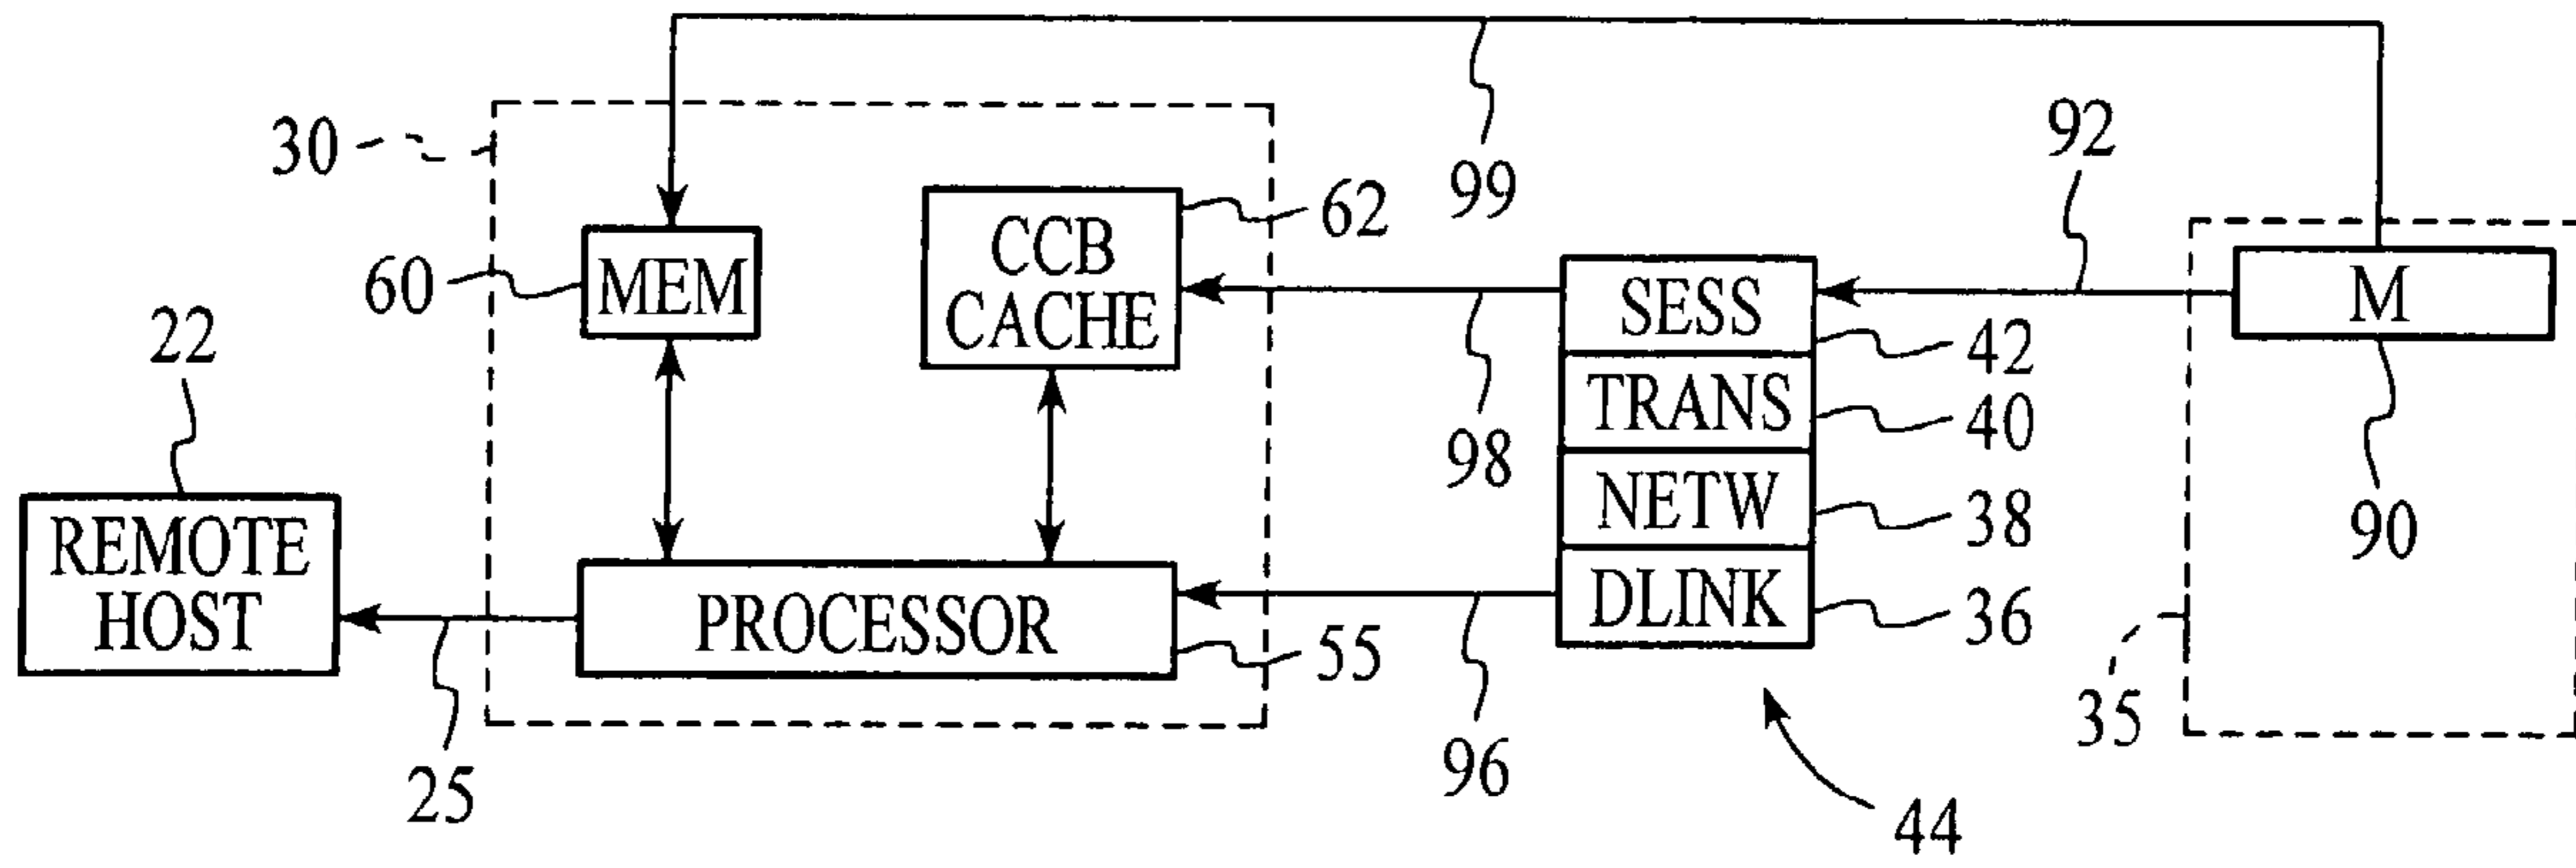 99
92
30
62
CCB
CACHE
60
MEM
SESS
M
22
42
TRANS
40
98
NETW
38
90
REMOTE
HOST
PROCESSOR
DLINK
36
55
35
96
25
44